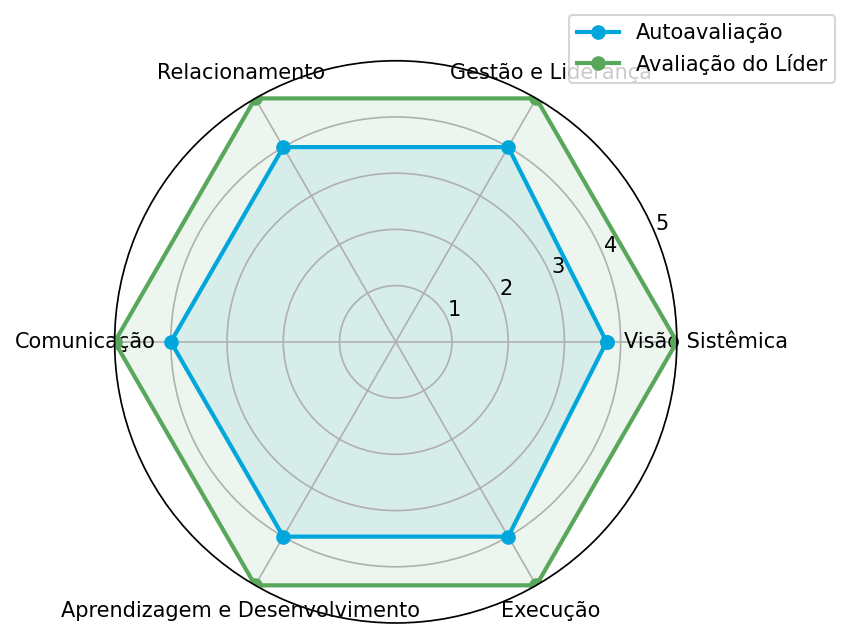 Autoavaliação
Avaliação do Líder
Relacionamento
Gestão e Liderança
5
4
3
2
1
Comunicação
Visão Sistêmica
Aprendizagem e Desenvolvimento
Execução